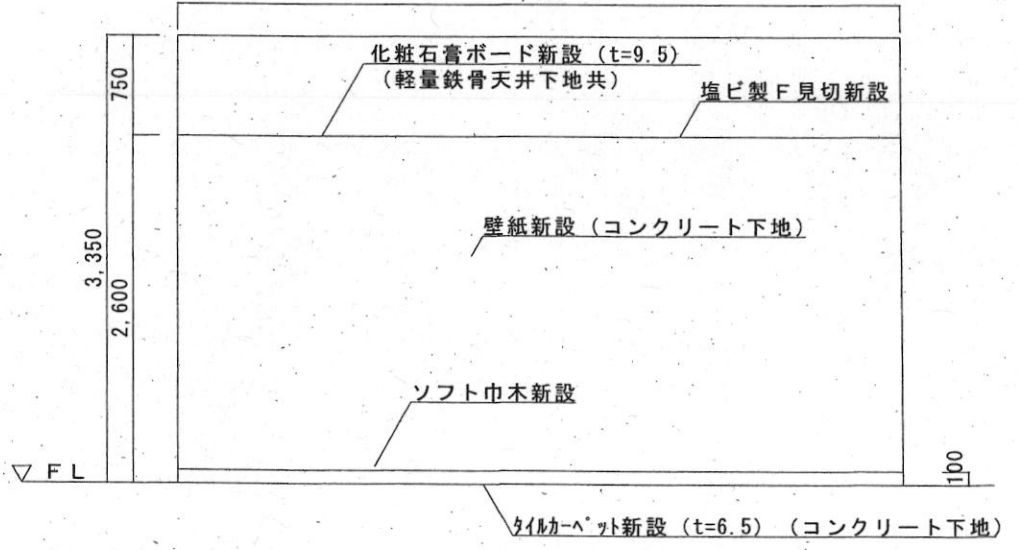 化粧石膏ボード新設（t=9.5）
（軽量鉄骨天井下地共）
塩ビ製Ｆ見切新設
750
壁紙新設（コンクリート下地）
3,350
2,600
ソフト巾木新設
▽ ＦＬ
100
ﾀｲﾙｶｰﾍﾟｯﾄ新設（t=6.5）（コンクリート下地）